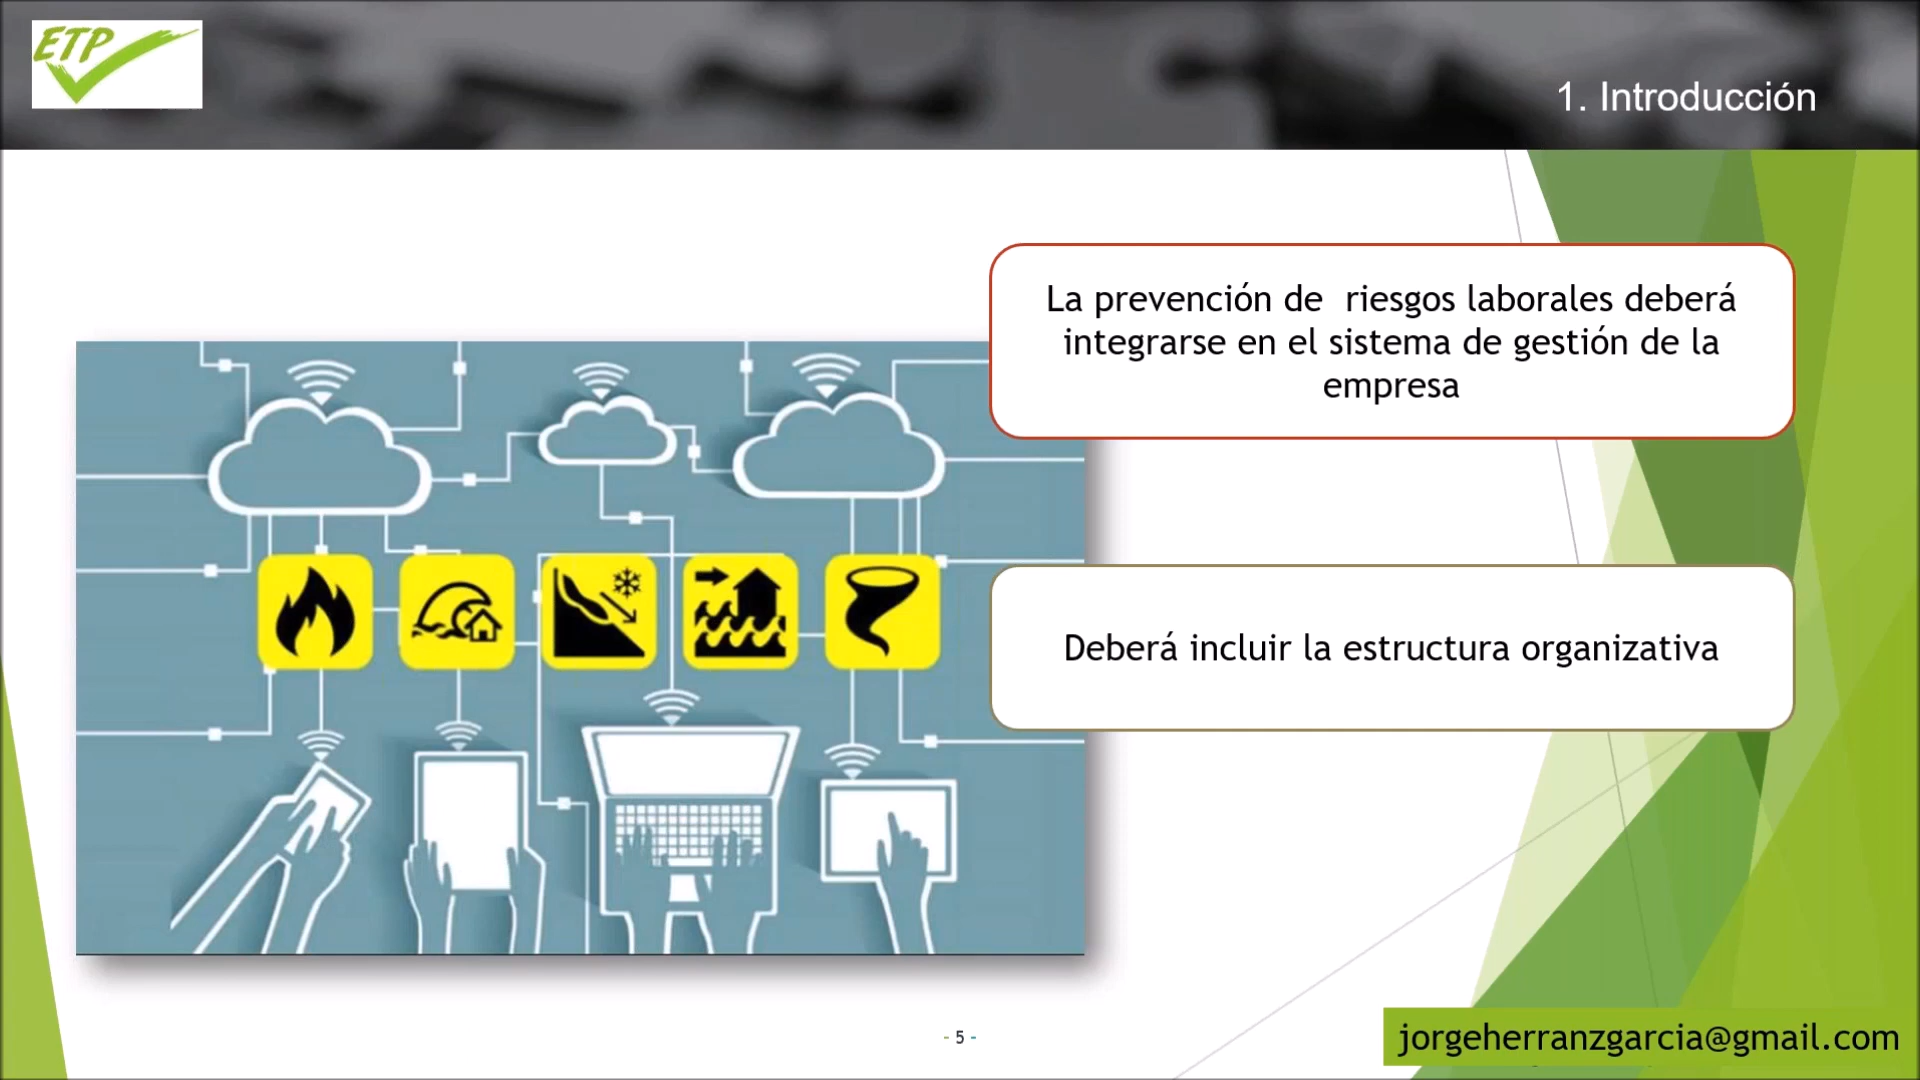 ETP
1. Introducción
La prevención de  riesgos laborales deberá
integrarse en el sistema de gestión de la
empresa
Deberá incluir la estructura organizativa
- 5 -
jorgeherranzgarcia@gmail.com